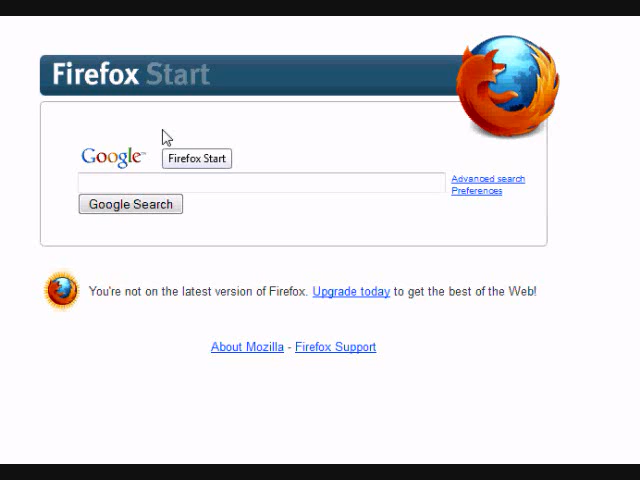 Firefox Start
Google™ Firefox Start
Advanced search
Preferences
Google Search
You're not on the latest version of Firefox. Upgrade today to get the best of the Web!
About Mozilla - Firefox Support